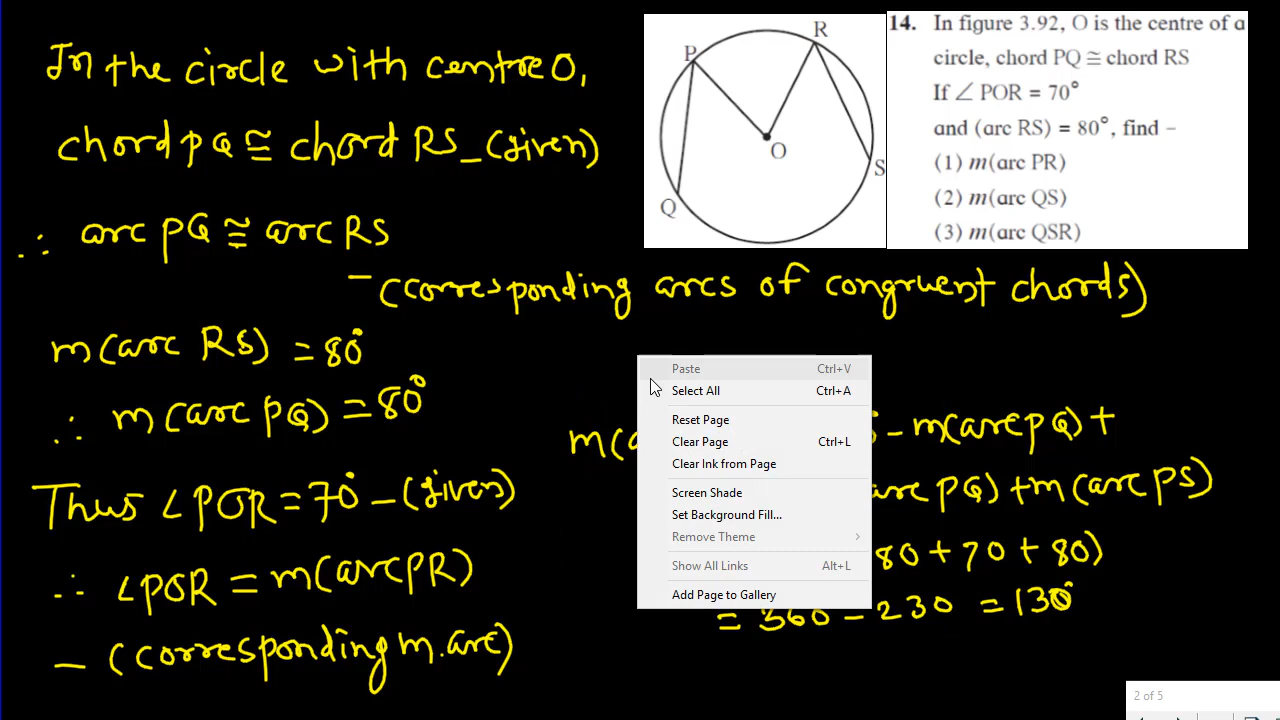 In the circle with centre O,
chord PQ ≅ chord RS - (given)
∴ arc PQ ≅ arc RS
- (corresponding arcs of congruent chords)
m(arc RS) = 80°
∴ m(arc PQ) = 80°
Thus ∠POR = 70° - (given)
∴ ∠POR = m(arc PR)
- (corresponding m. arc)
P
R
O
Q
S
14. In figure 3.92, O is the centre of a
circle, chord PQ ≅ chord RS
If ∠ POR = 70°
and (arc RS) = 80°, find -
(1) m(arc PR)
(2) m(arc QS)
(3) m(arc QSR)
m(a
- m(arc PQ) +
arc PQ) + m(arc PS)
80 + 70 + 80)
= 360 - 230 = 130°
Paste Ctrl+V
Select All Ctrl+A
Reset Page
Clear Page Ctrl+L
Clear Ink from Page
Screen Shade
Set Background Fill...
Remove Theme
Show All Links Alt+L
Add Page to Gallery
2 of 5